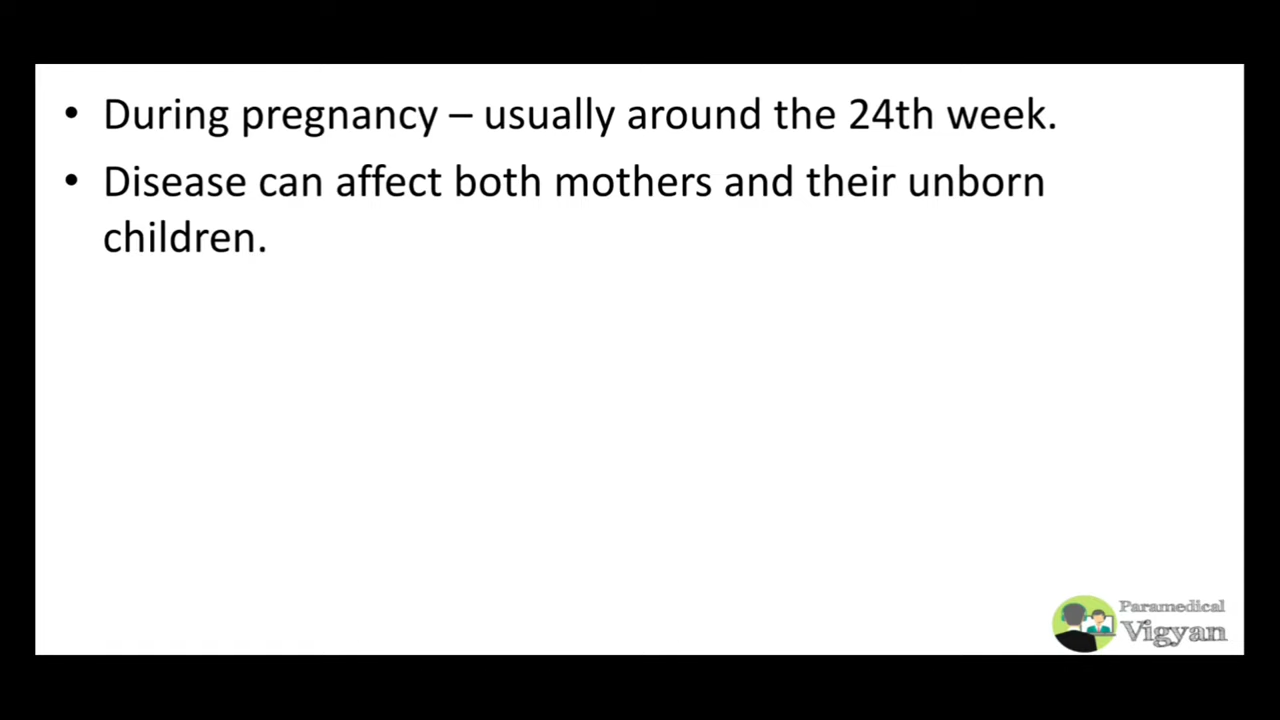 • During pregnancy – usually around the 24th week.
• Disease can affect both mothers and their unborn
children.
Paramedical
Vigyan